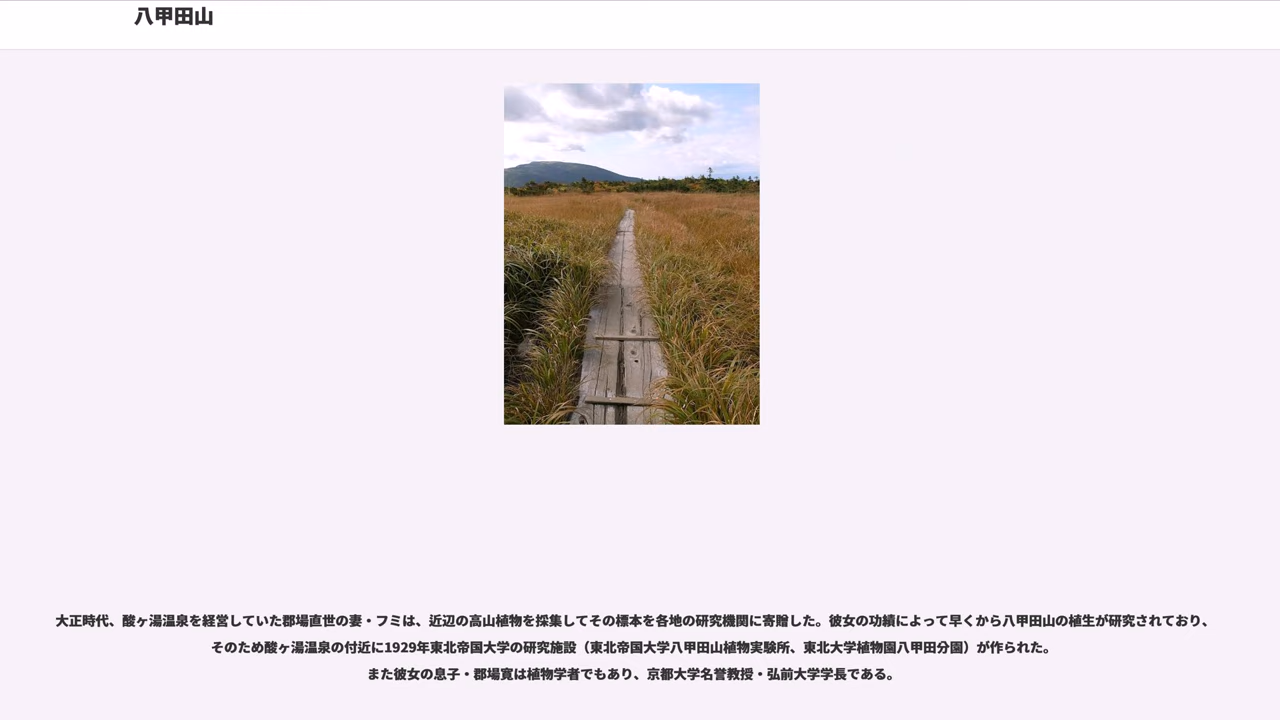 八甲田山
大正時代、酸ヶ湯温泉を経営していた郡場直世の妻・フミは、近辺の高山植物を採集してその標本を各地の研究機関に寄贈した。彼女の功績によって早くから八甲田山の植生が研究されており、
そのため酸ヶ湯温泉の付近に1929年東北帝国大学の研究施設（東北帝国大学八甲田山植物実験所、東北大学植物園八甲田分園）が作られた。
また彼女の息子・郡場寛は植物学者でもあり、京都大学名誉教授・弘前大学学長である。